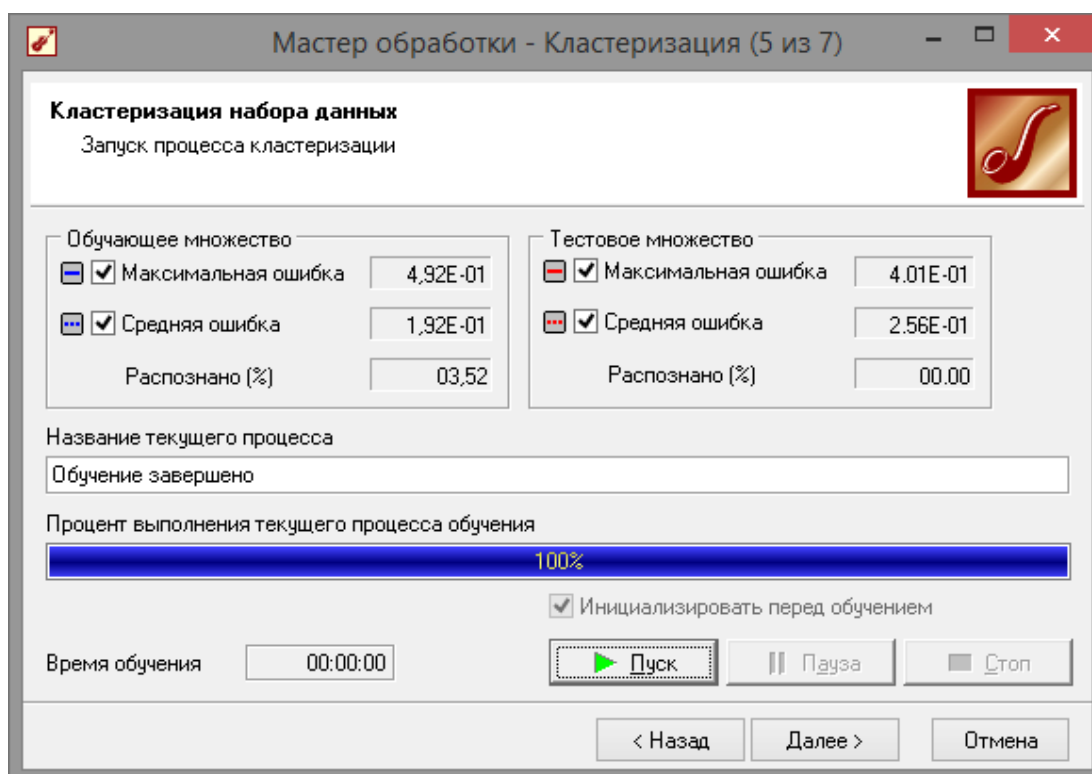 Мастер обработки - Кластеризация (5 из 7)
Кластеризация набора данных
Запуск процесса кластеризации
Обучающее множество
Максимальная ошибка 4,92E-01
Средняя ошибка 1,92E-01
Распознано (%) 03,52
Тестовое множество
Максимальная ошибка 4.01E-01
Средняя ошибка 2.56E-01
Распознано (%) 00.00
Название текущего процесса
Обучение завершено
Процент выполнения текущего процесса обучения
100%
Инициализировать перед обучением
Время обучения 00:00:00
Пуск Пауза Стоп
< Назад Далее > Отмена